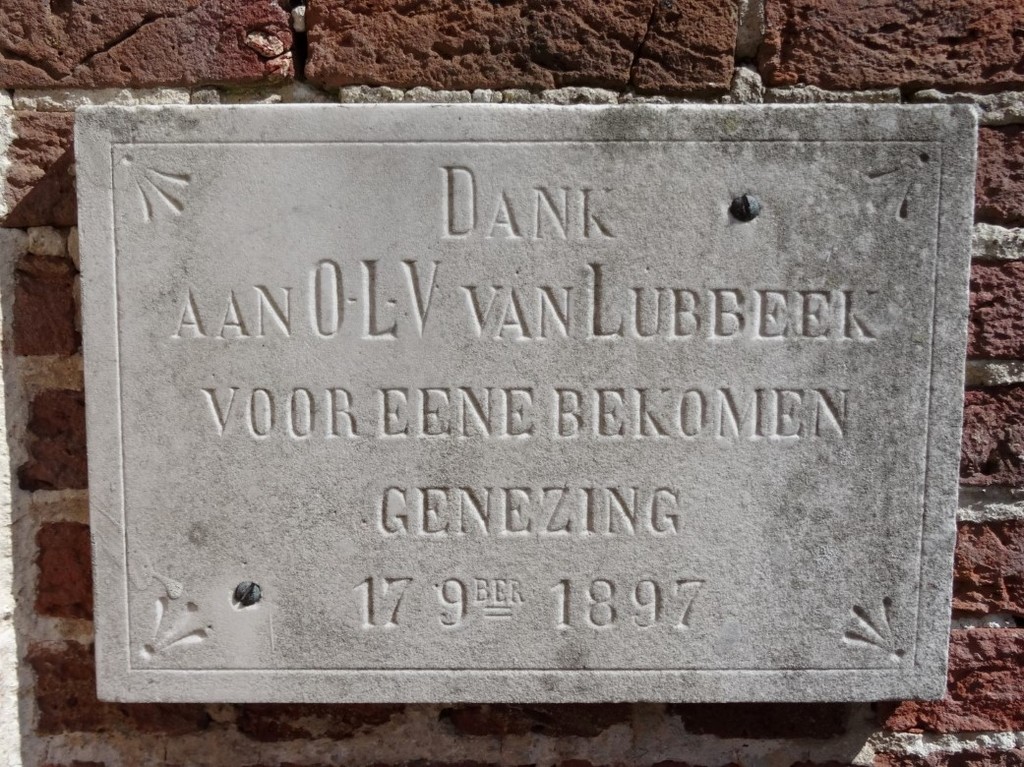 DANK
AAN O·L·V VAN LUBBEEK
VOOR EENE BEKOMEN
GENEZING
17 9BER 1897